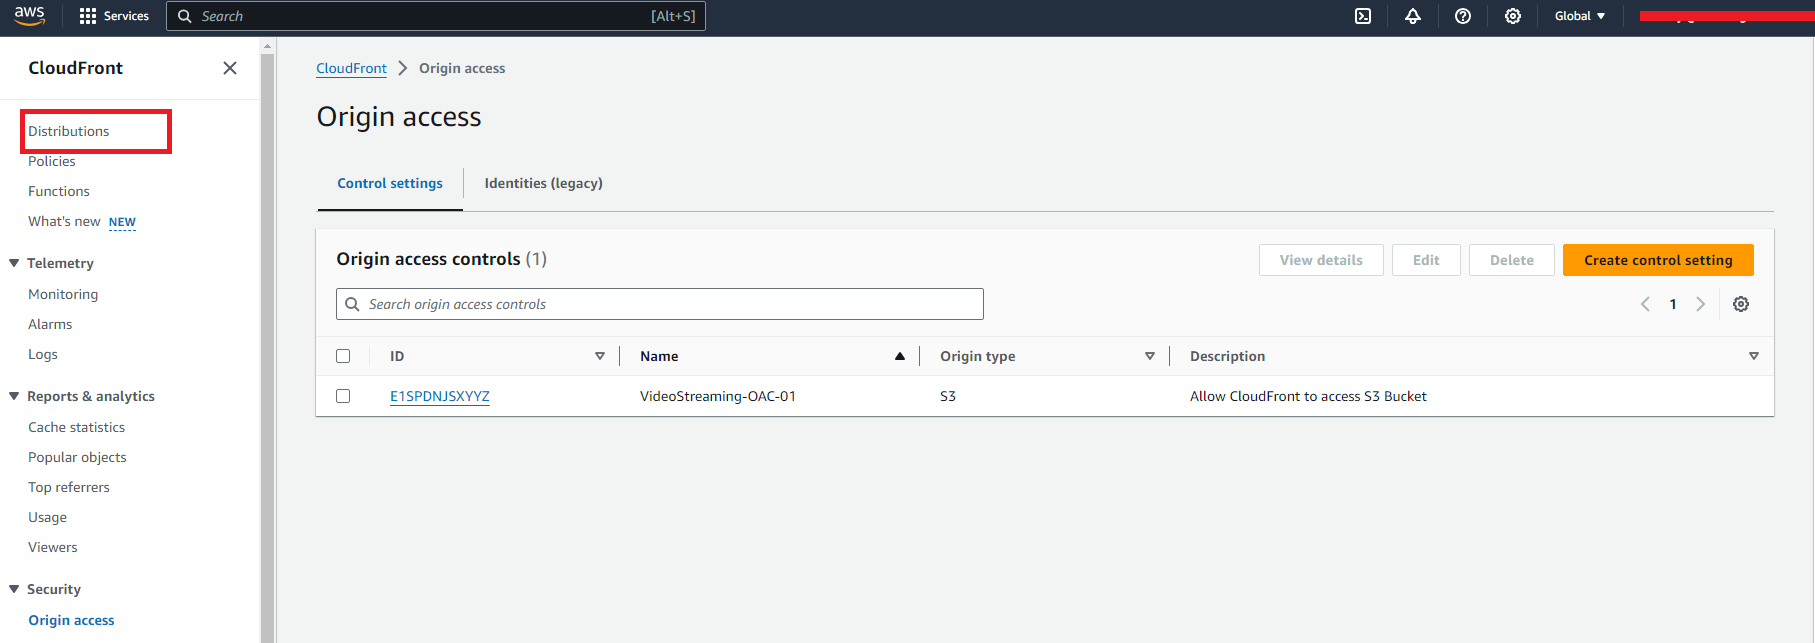 aws
Services
Search
[Alt+S]
Global
CloudFront
Distributions
Policies
Functions
What's new NEW
Telemetry
Monitoring
Alarms
Logs
Reports & analytics
Cache statistics
Popular objects
Top referrers
Usage
Viewers
Security
Origin access
CloudFront > Origin access
Origin access
Control settings
Identities (legacy)
Origin access controls (1)
View details
Edit
Delete
Create control setting
Search origin access controls
1
ID Name Origin type Description
E1SPDNJSXYYZ VideoStreaming-OAC-01 S3 Allow CloudFront to access S3 Bucket